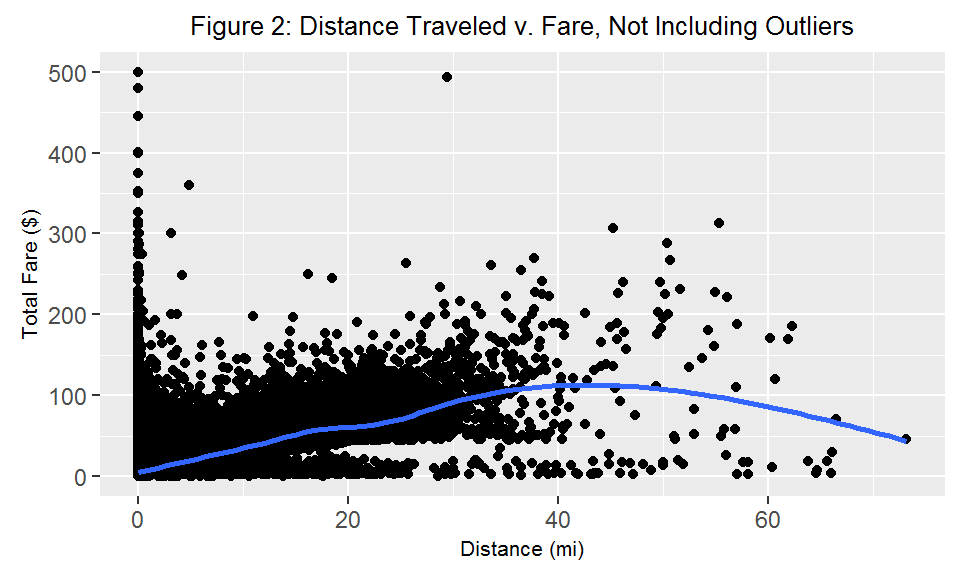 Figure 2: Distance Traveled v. Fare, Not Including Outliers
Total Fare ($)
500
400
300
200
100
0
0 20 40 60
Distance (mi)